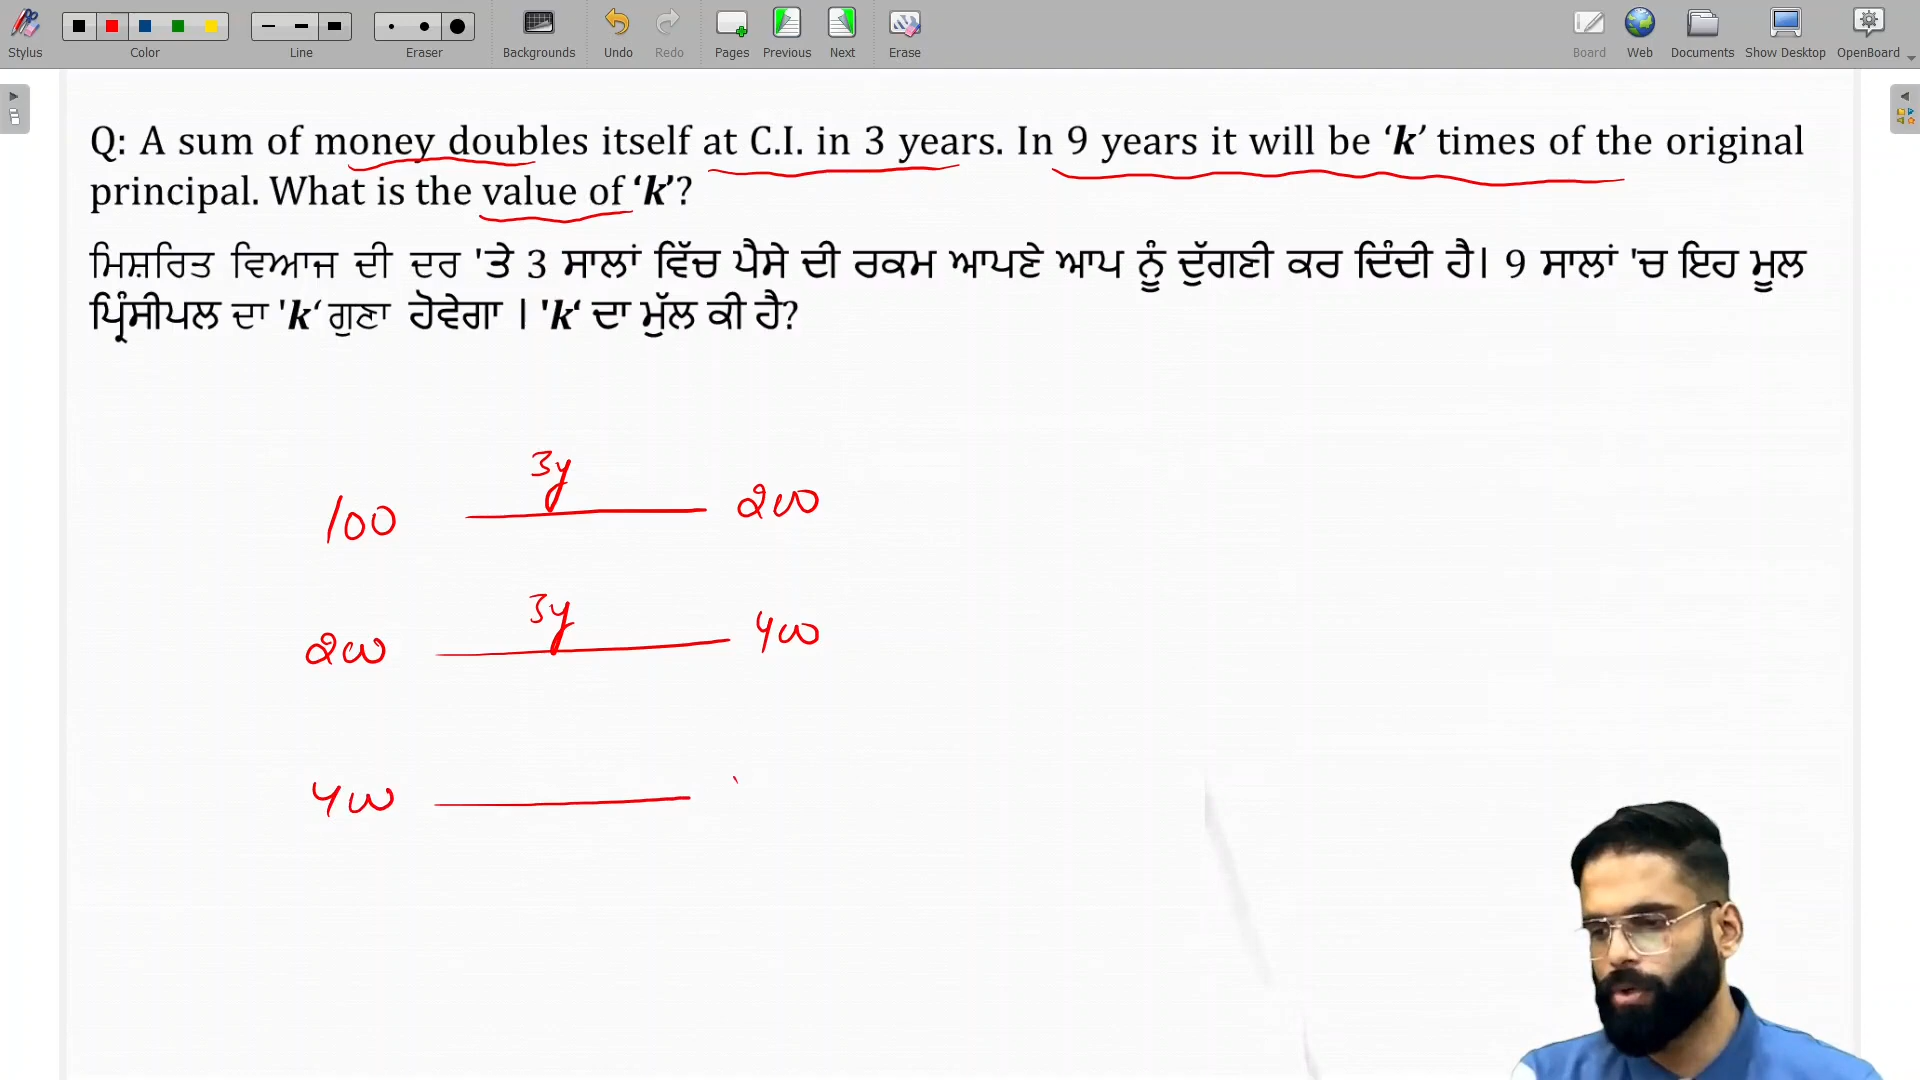 Stylus Color Line Eraser Backgrounds Undo Redo Pages Previous Next Erase Board Web Documents Show Desktop OpenBoard
Q: A sum of money doubles itself at C.I. in 3 years. In 9 years it will be ‘k’ times of the original
principal. What is the value of ‘k’?
ਮਿਸ਼ਰਿਤ ਵਿਆਜ ਦੀ ਦਰ 'ਤੇ 3 ਸਾਲਾਂ ਵਿੱਚ ਪੈਸੇ ਦੀ ਰਕਮ ਆਪਣੇ ਆਪ ਨੂੰ ਦੁੱਗਣੀ ਕਰ ਦਿੰਦੀ ਹੈ। 9 ਸਾਲਾਂ 'ਚ ਇਹ ਮੂਲ
ਪ੍ਰਿੰਸੀਪਲ ਦਾ 'k‘ ਗੁਣਾ ਹੋਵੇਗਾ । 'k‘ ਦਾ ਮੁੱਲ ਕੀ ਹੈ?
100 3y 200
200 3y 400
400